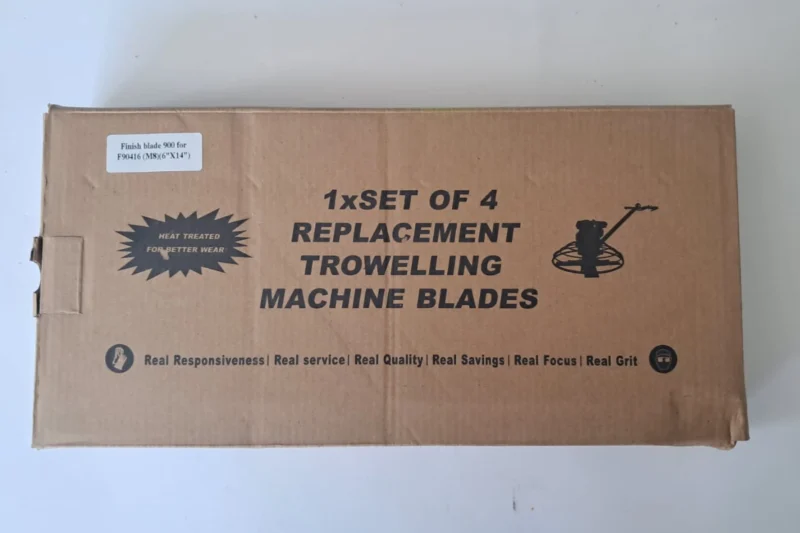 Finish blade 900 for
F90416 (M8)(6"X14")
1xSET OF 4
REPLACEMENT
TROWELLING
MACHINE BLADES
HEAT TREATED
FOR BETTER WEAR
Real Responsiveness| Real service| Real Quality| Real Savings| Real Focus| Real Grit